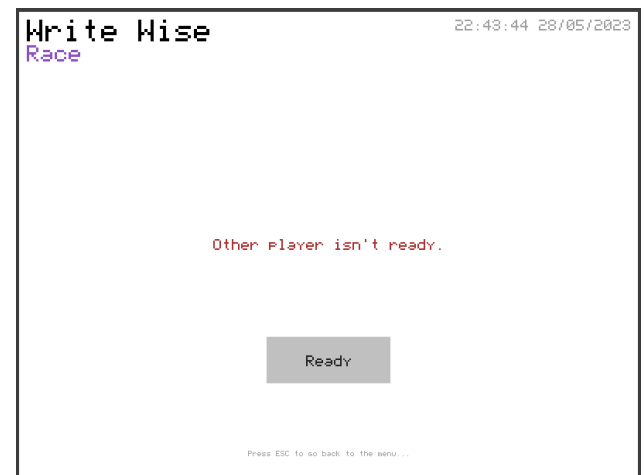 Write Wise
22:43:44 28/05/2023
Race
Other player isn't ready.
Ready
Press ESC to go back to the menu...